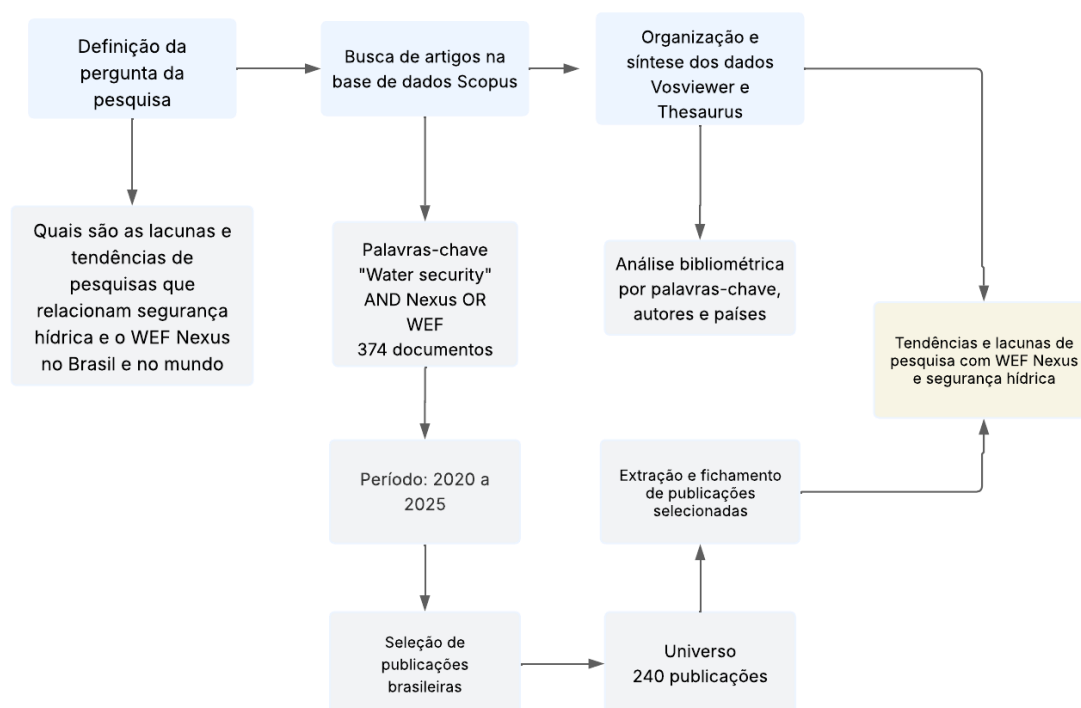 Definição da
pergunta da
pesquisa
Busca de artigos na
base de dados Scopus
Organização e
síntese dos dados
Vosviewer e
Thesaurus
Quais são as lacunas e
tendências de
pesquisas que
relacionam segurança
hídrica e o WEF Nexus
no Brasil e no mundo
Palavras-chave
"Water security"
AND Nexus OR
WEF
374 documentos
Análise bibliométrica
por palavras-chave,
autores e países
Tendências e lacunas de
pesquisa com WEF Nexus
e segurança hídrica
Período: 2020 a
2025
Extração e fichamento
de publicações
selecionadas
Seleção de
publicações
brasileiras
Universo
240 publicações